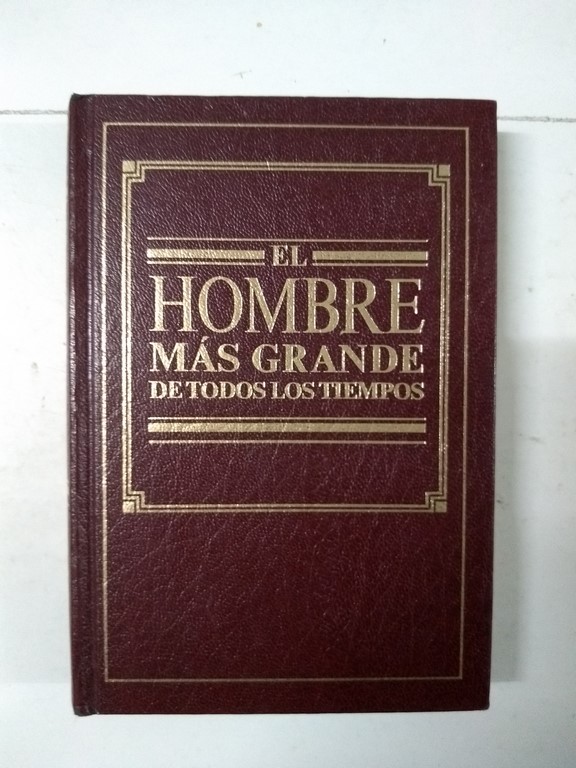 EL
HOMBRE
MÁS GRANDE
DE TODOS LOS TIEMPOS